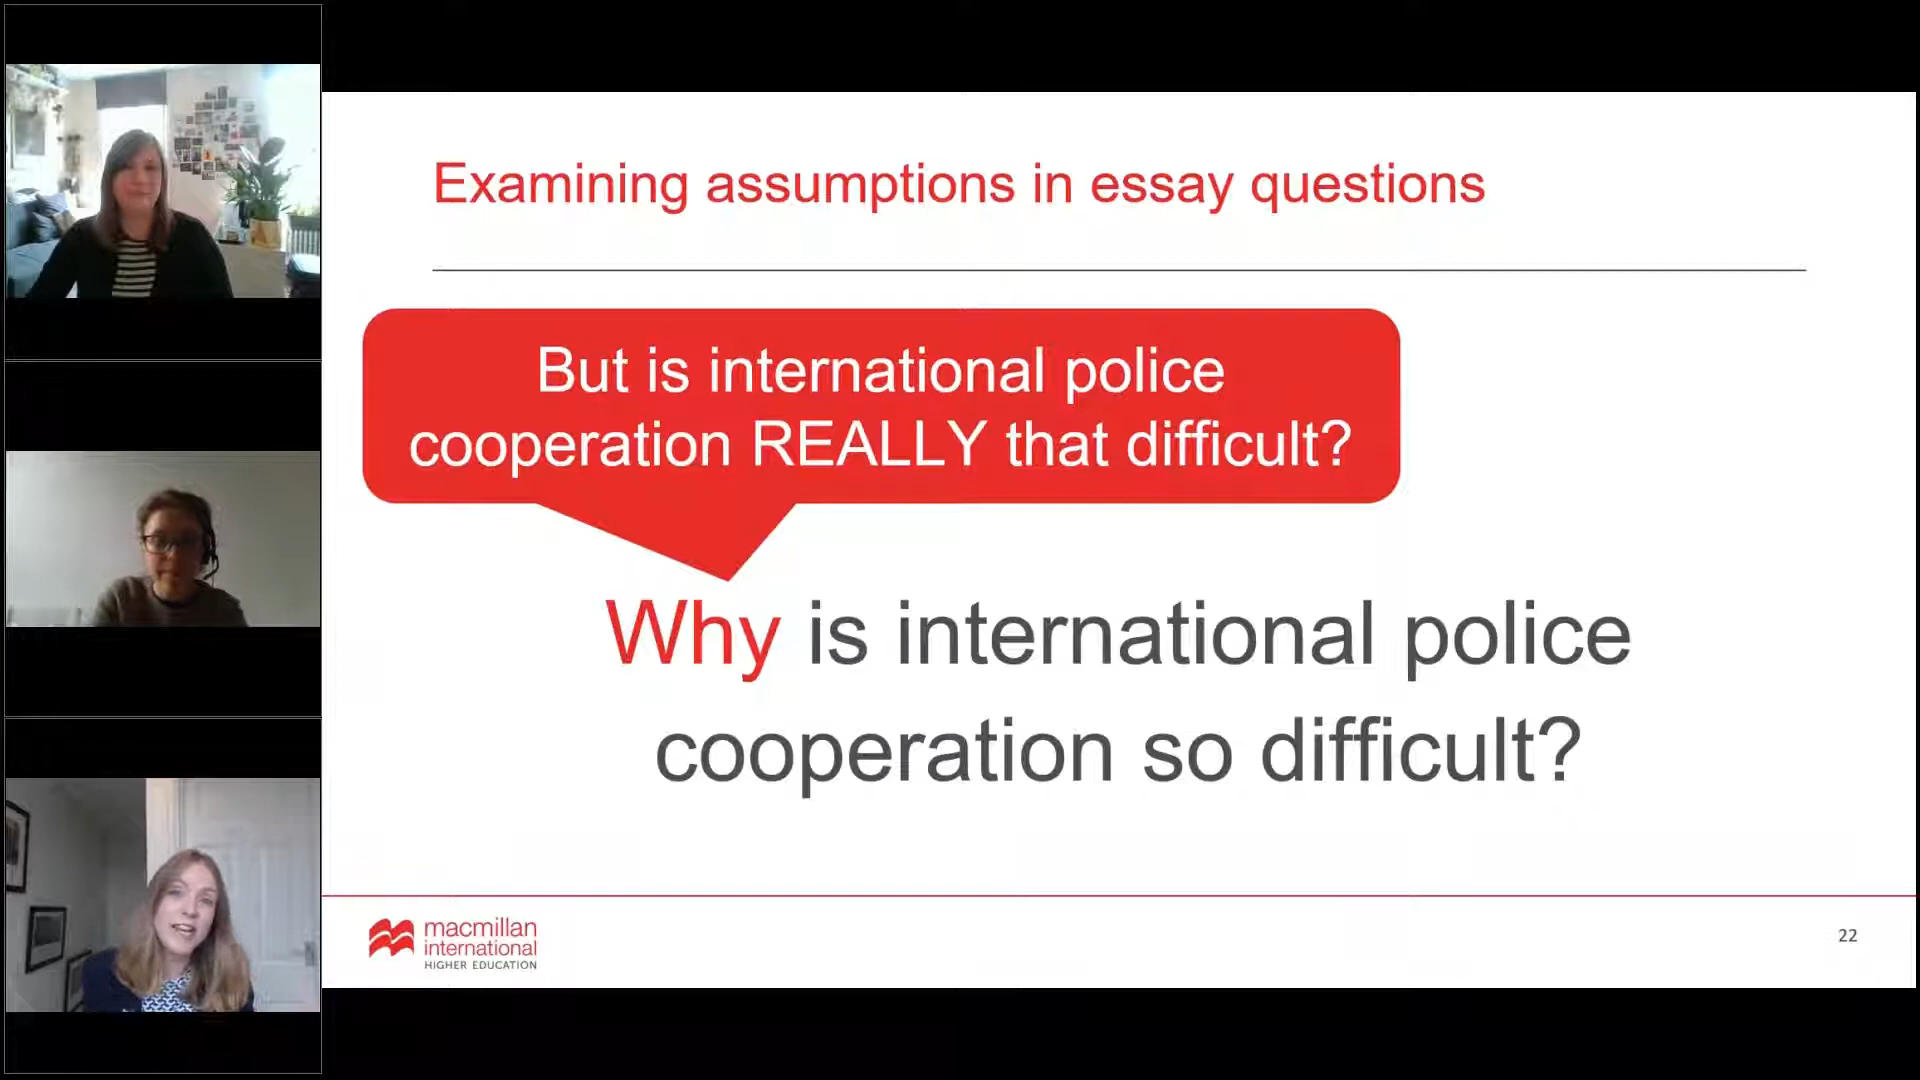 Examining assumptions in essay questions
But is international police
cooperation REALLY that difficult?
Why is international police
cooperation so difficult?
macmillan
international
HIGHER EDUCATION
22